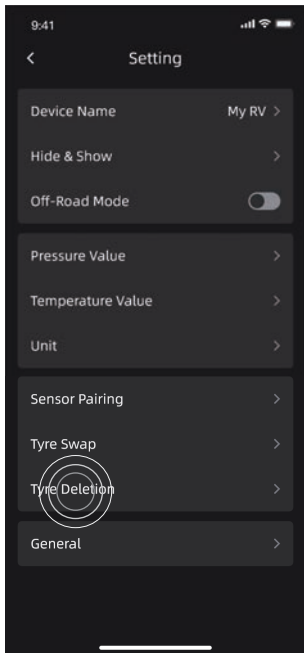 9:41
Setting
Device Name My RV
Hide & Show
Off-Road Mode
Pressure Value
Temperature Value
Unit
Sensor Pairing
Tyre Swap
Tyre Deletion
General